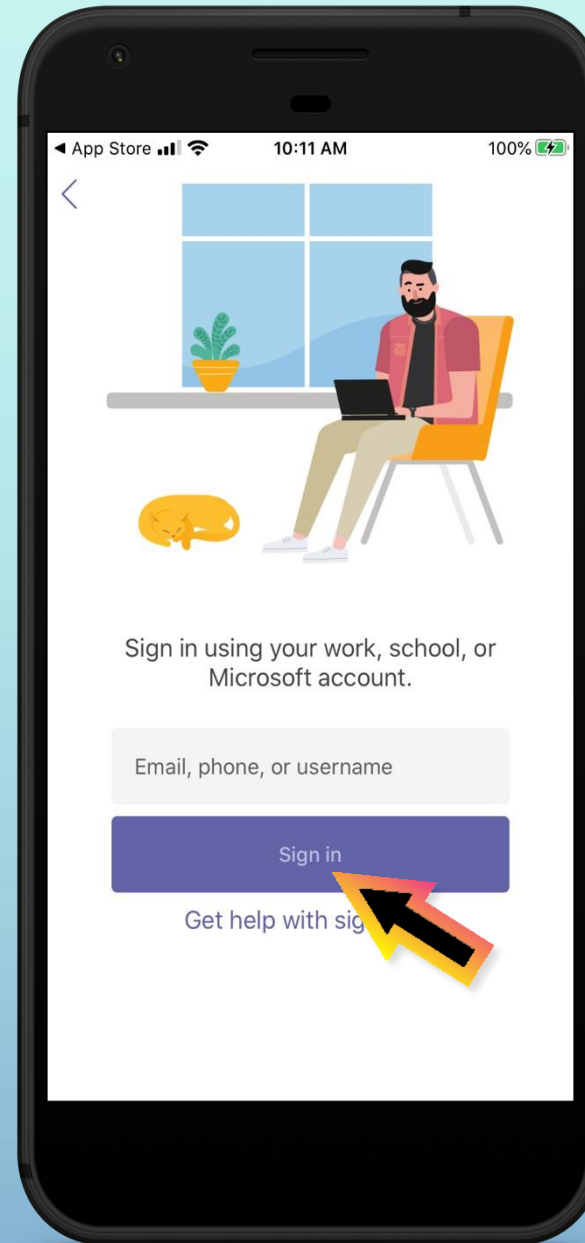 ◄ App Store 10:11 AM 100%
Sign in using your work, school, or
Microsoft account.
Email, phone, or username
Sign in
Get help with